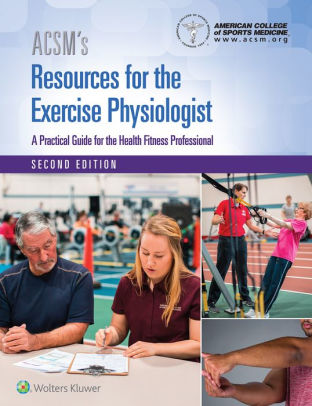 AMERICAN COLLEGE
of SPORTS MEDICINE
www.acsm.org
ACSM's
Resources for the
Exercise Physiologist
A Practical Guide for the Health Fitness Professional
SECOND EDITION
Wolters Kluwer